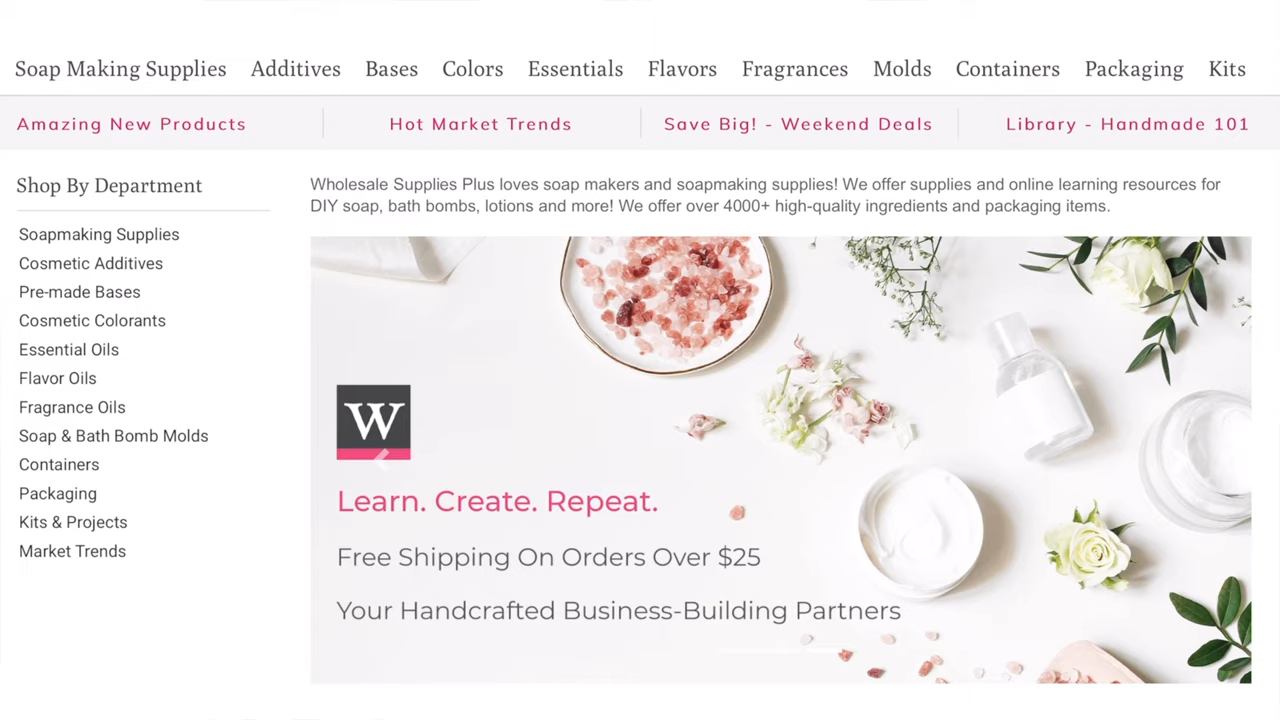 Soap Making Supplies Additives Bases Colors Essentials Flavors Fragrances Molds Containers Packaging Kits
Amazing New Products Hot Market Trends Save Big! - Weekend Deals Library - Handmade 101
Shop By Department
Soapmaking Supplies
Cosmetic Additives
Pre-made Bases
Cosmetic Colorants
Essential Oils
Flavor Oils
Fragrance Oils
Soap & Bath Bomb Molds
Containers
Packaging
Kits & Projects
Market Trends
Wholesale Supplies Plus loves soap makers and soapmaking supplies! We offer supplies and online learning resources for
DIY soap, bath bombs, lotions and more! We offer over 4000+ high-quality ingredients and packaging items.
W
Learn. Create. Repeat.
Free Shipping On Orders Over $25
Your Handcrafted Business-Building Partners